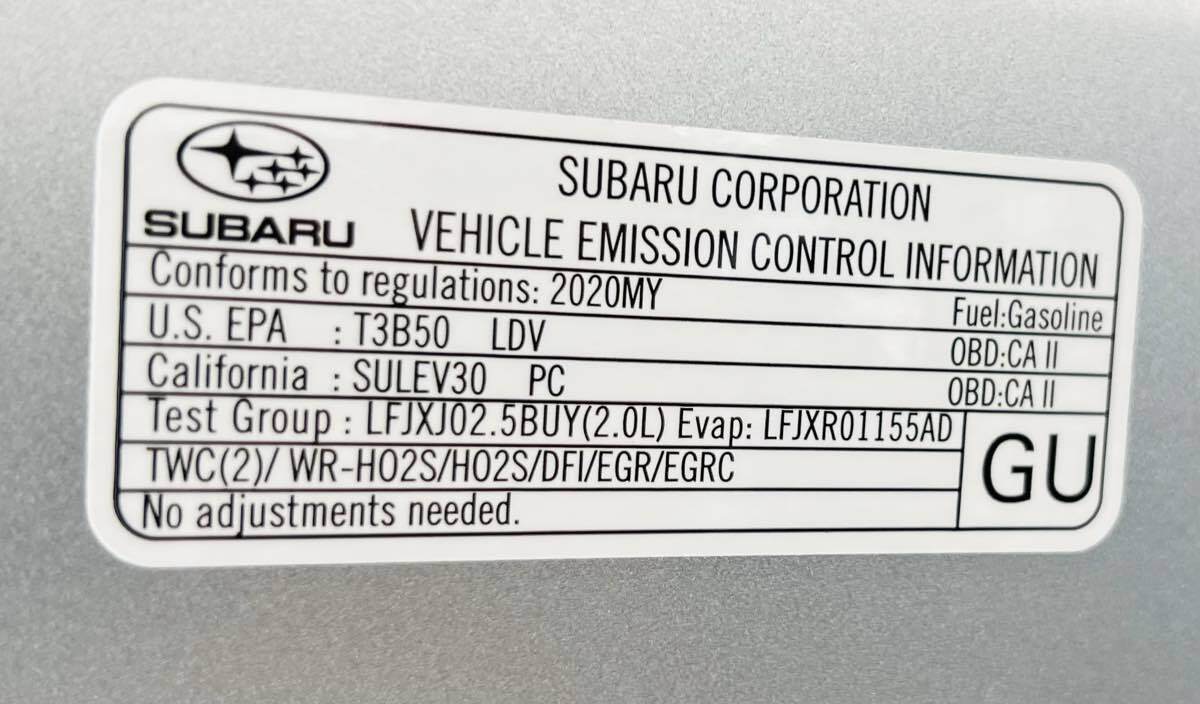 SUBARU CORPORATION
SUBARU VEHICLE EMISSION CONTROL INFORMATION
Conforms to regulations: 2020MY Fuel:Gasoline
U.S. EPA : T3B50 LDV OBD:CA II
California : SULEV30 PC OBD:CA II
Test Group : LFJXJ02.5BUY(2.0L) Evap: LFJXR01155AD
TWC(2)/ WR-HO2S/HO2S/DFI/EGR/EGRC
GU
No adjustments needed.